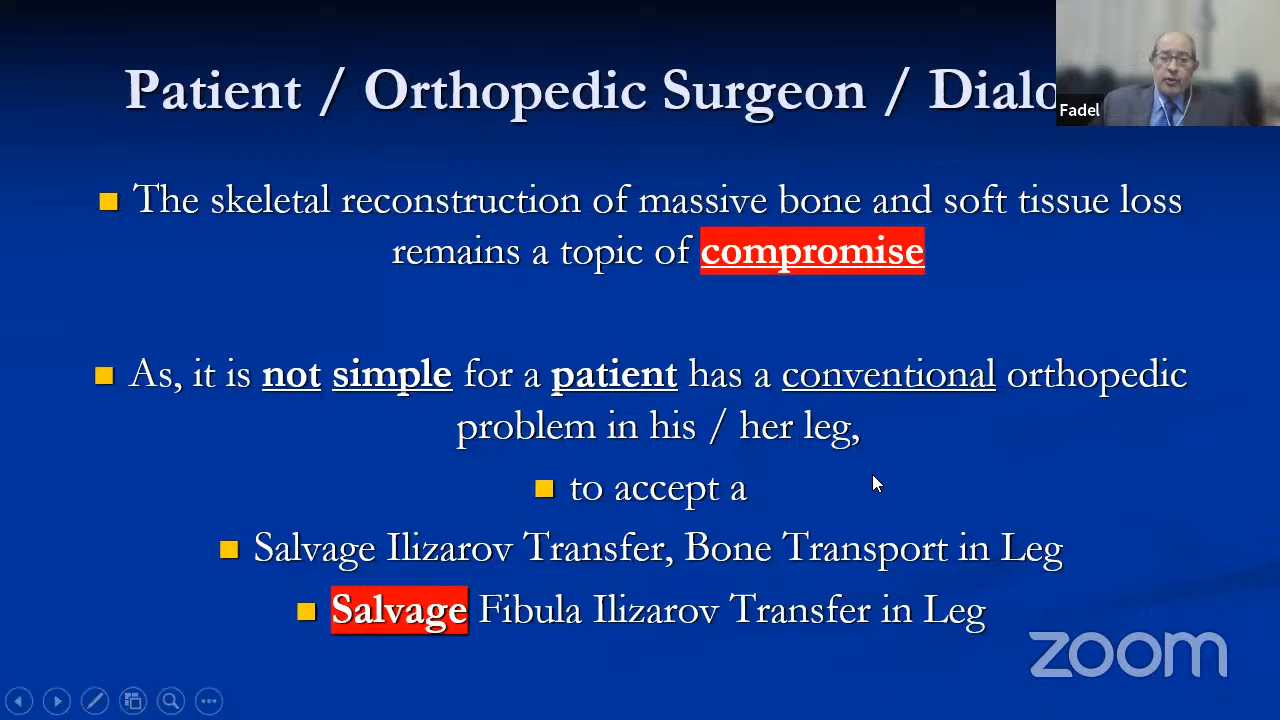 Patient / Orthopedic Surgeon / Dialo
Fadel
The skeletal reconstruction of massive bone and soft tissue loss
remains a topic of compromise
As, it is not simple for a patient has a conventional orthopedic
problem in his / her leg,
to accept a
Salvage Ilizarov Transfer, Bone Transport in Leg
Salvage Fibula Ilizarov Transfer in Leg
zoom